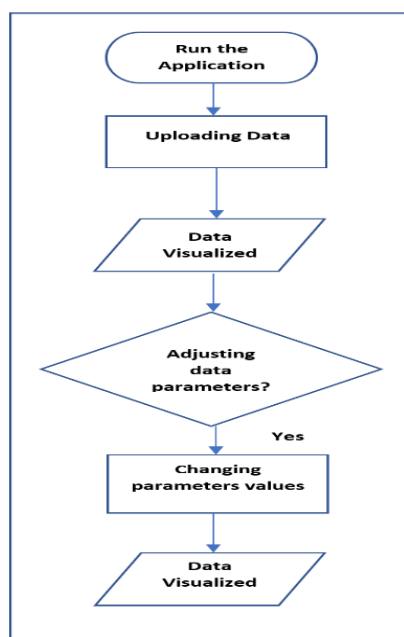 Run the
Application
Uploading Data
Data
Visualized
Adjusting
data
parameters?
Yes
Changing
parameters values
Data
Visualized